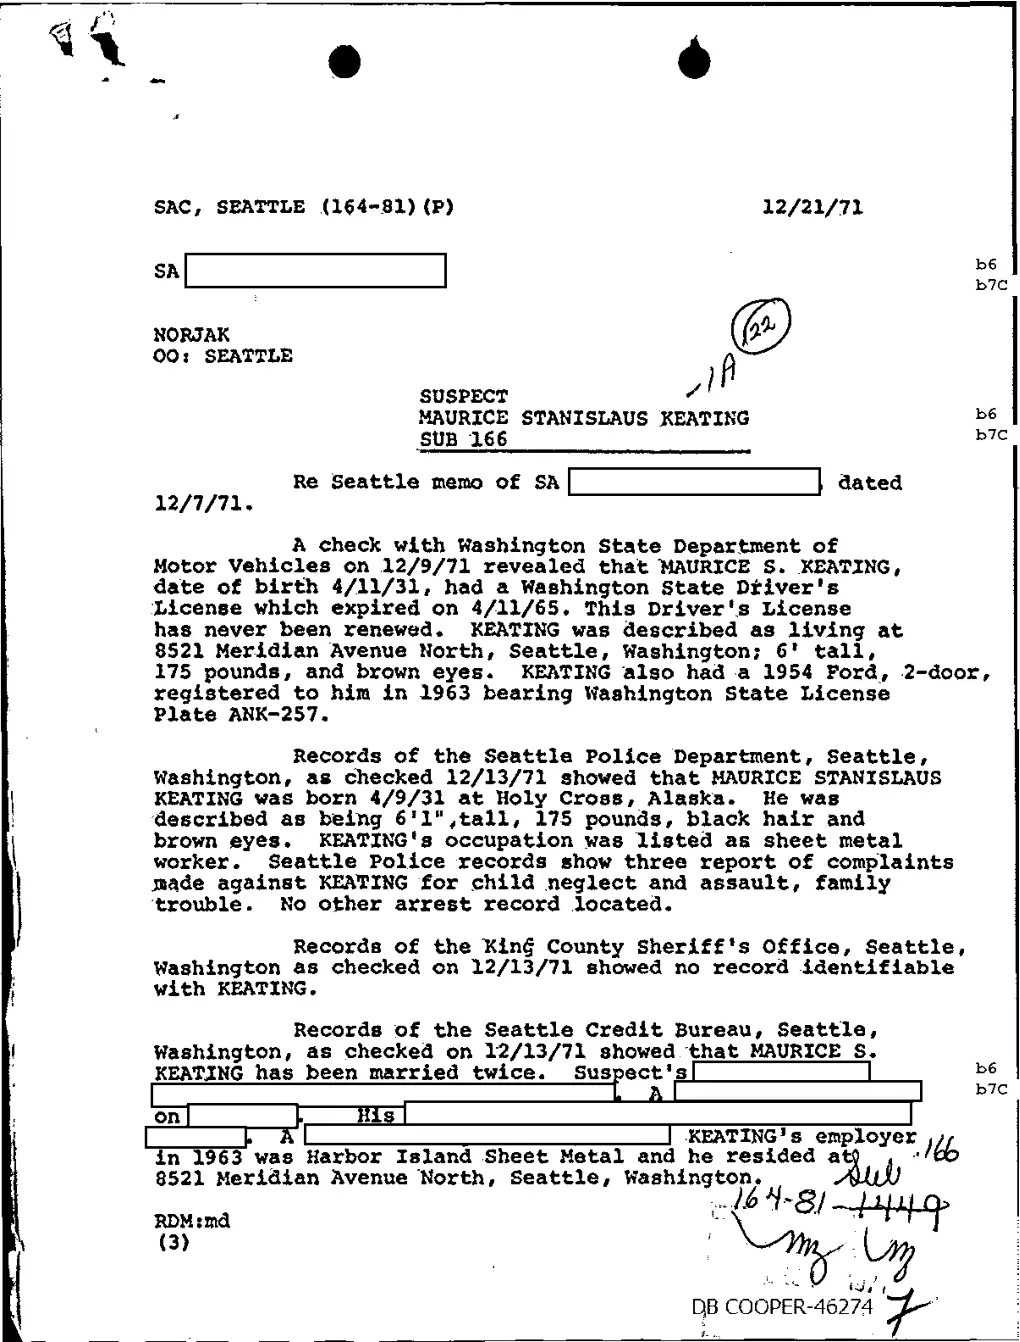 SAC, SEATTLE (164-81)(P) 12/21/71
SA
b6
b7C
NORJAK
OO: SEATTLE
122
-1A
SUSPECT
MAURICE STANISLAUS KEATING
SUB 166
b6
b7C
Re Seattle memo of SA , dated
12/7/71.
A check with Washington State Department of
Motor Vehicles on 12/9/71 revealed that MAURICE S. KEATING,
date of birth 4/11/31, had a Washington State Driver's
License which expired on 4/11/65. This Driver's License
has never been renewed. KEATING was described as living at
8521 Meridian Avenue North, Seattle, Washington; 6' tall,
175 pounds, and brown eyes. KEATING also had a 1954 Ford, 2-door,
registered to him in 1963 bearing Washington State License
Plate ANK-257.
Records of the Seattle Police Department, Seattle,
Washington, as checked 12/13/71 showed that MAURICE STANISLAUS
KEATING was born 4/9/31 at Holy Cross, Alaska. He was
described as being 6'1",tall, 175 pounds, black hair and
brown eyes. KEATING's occupation was listed as sheet metal
worker. Seattle Police records show three report of complaints
made against KEATING for child neglect and assault, family
trouble. No other arrest record located.
Records of the King County Sheriff's Office, Seattle,
Washington as checked on 12/13/71 showed no record identifiable
with KEATING.
Records of the Seattle Credit Bureau, Seattle,
Washington, as checked on 12/13/71 showed that MAURICE S.
KEATING has been married twice. Suspect's
b6
. A
b7C
on . His
. A KEATING's employer
in 1963 was Harbor Island Sheet Metal and he resided at
8521 Meridian Avenue North, Seattle, Washington.
Sub 166
164-81-1449
RDM:md
(3)
DB COOPER-46274
7